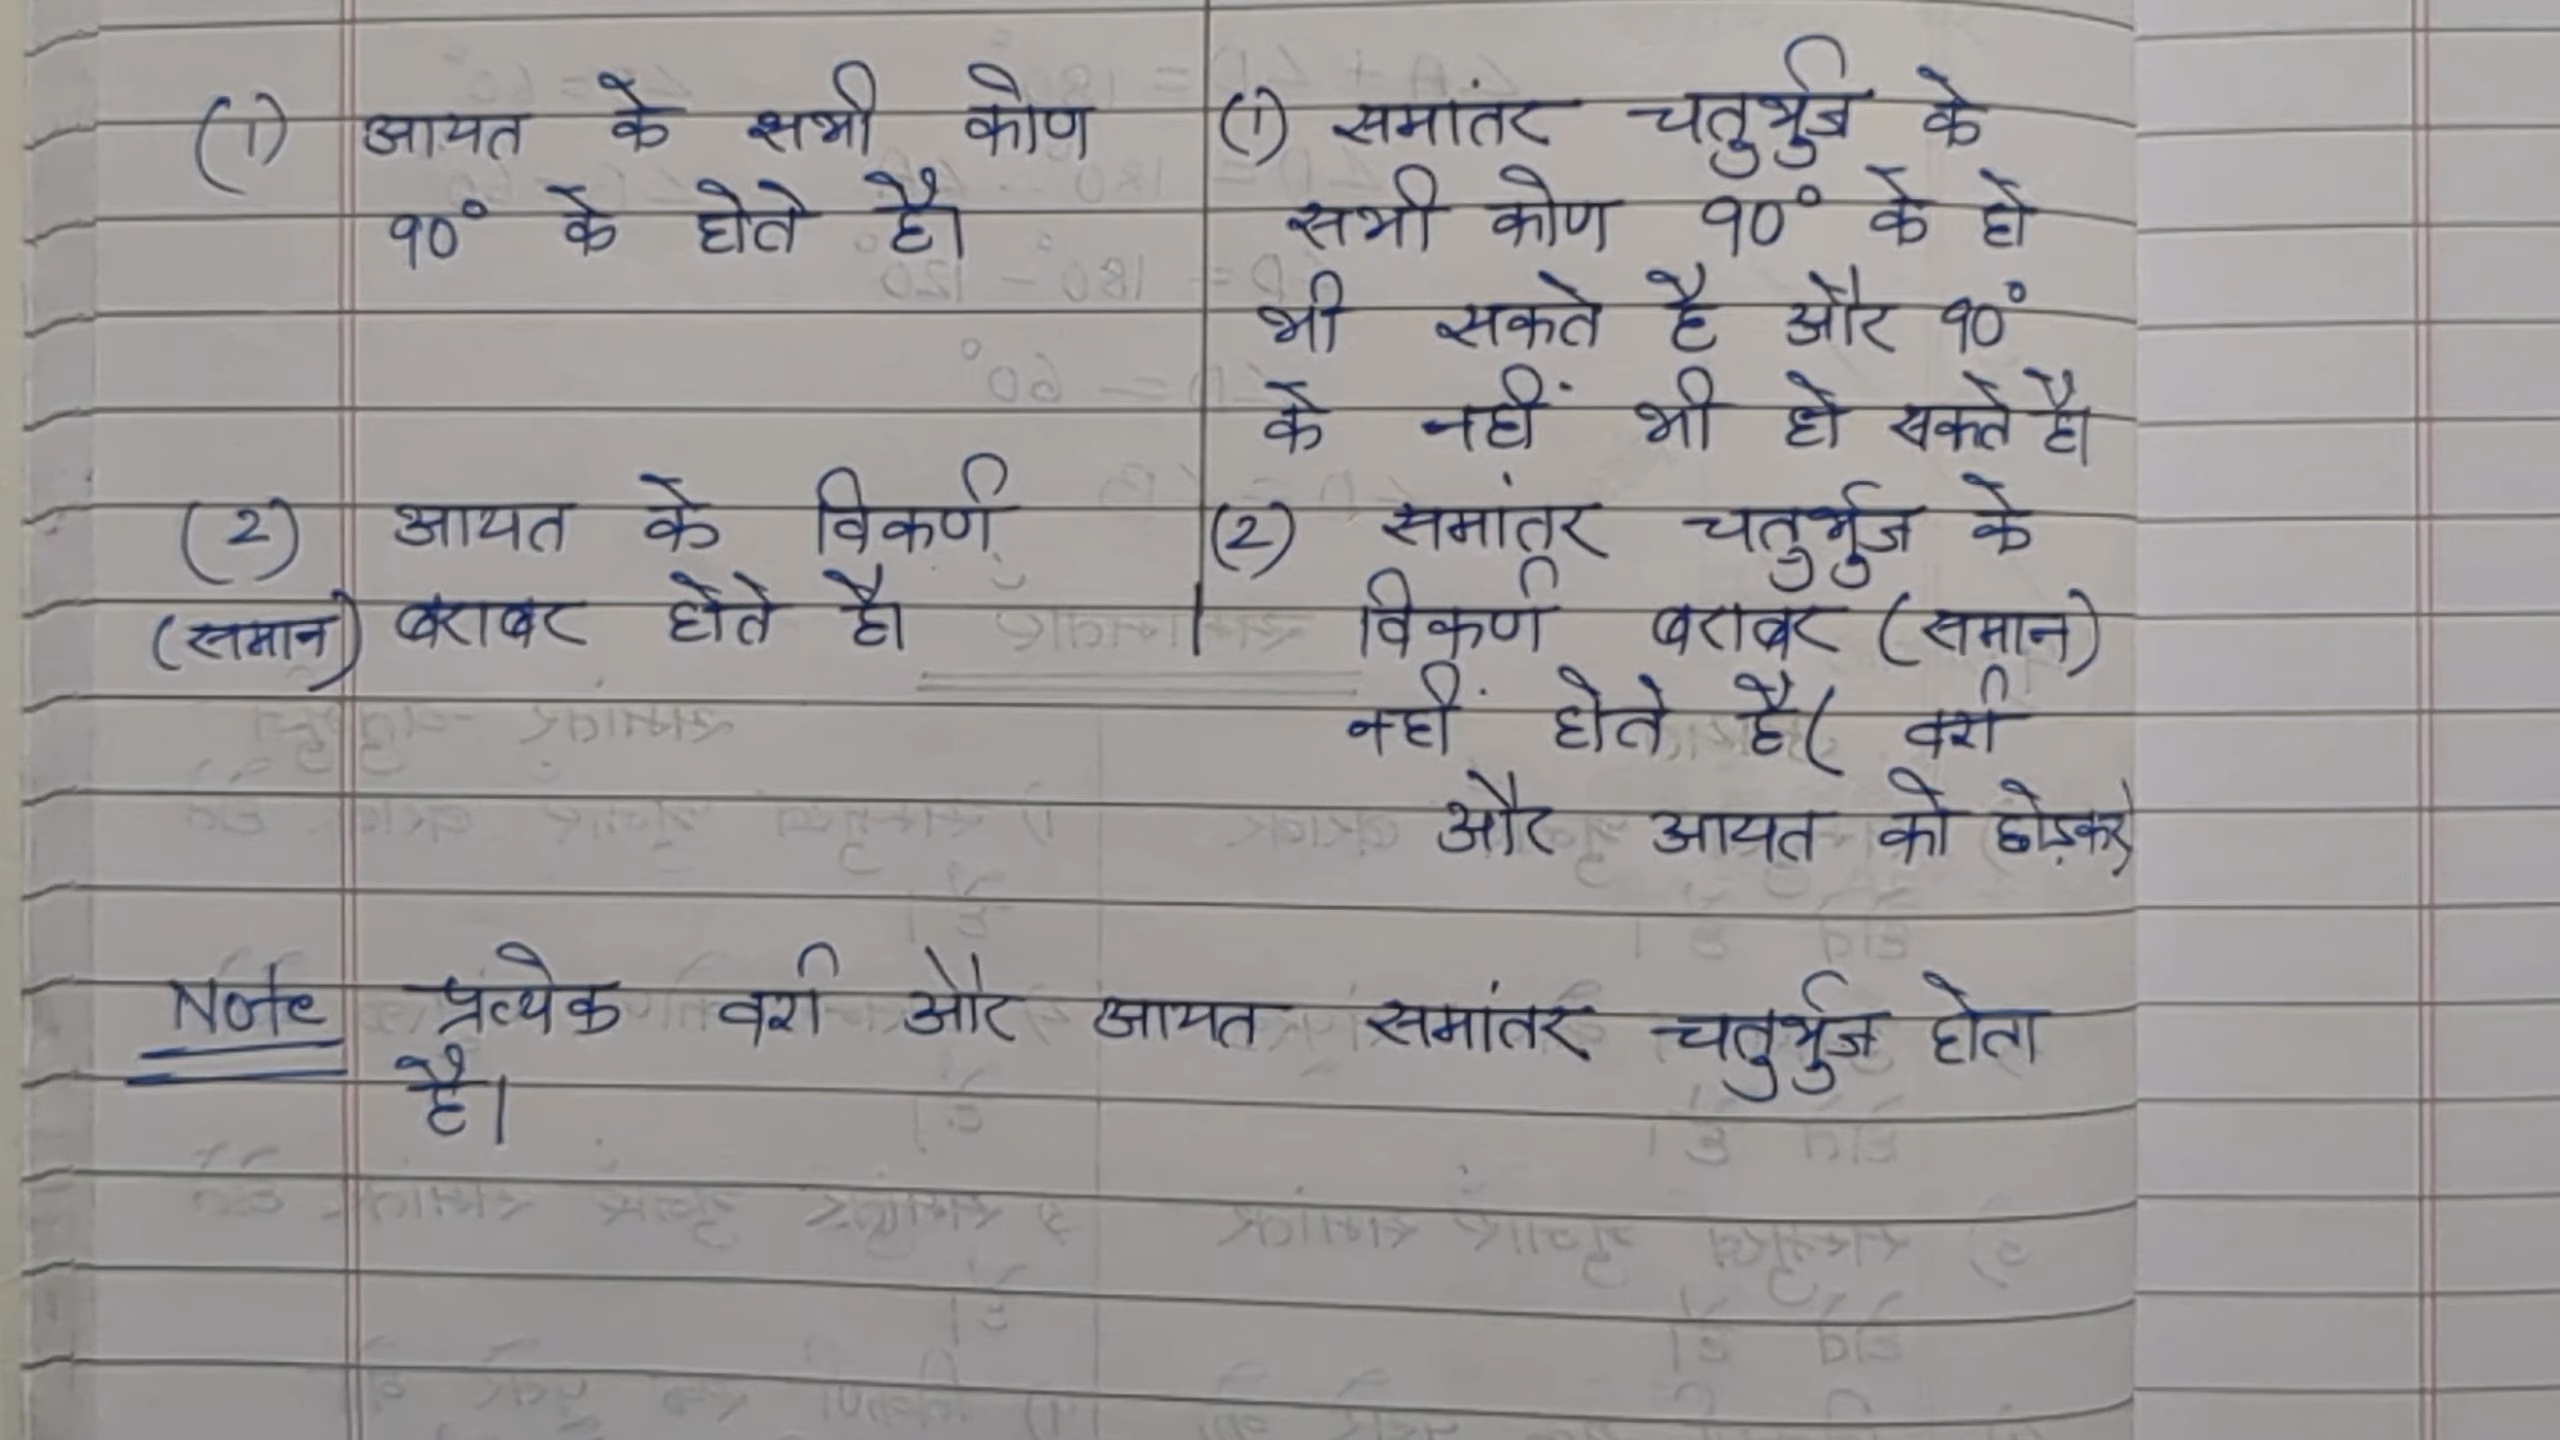 (1) आयत के सभी कोण
90° के होते है।
(2) आयत के विकर्ण
(समान) बराबर होते है।
(1) समांतर चतुर्भुज के
सभी कोण 90° के हो
भी सकते है और 90°
के नहीं भी हो सकते है।
(2) समांतर चतुर्भुज के
विकर्ण बराबर (समान)
नहीं होते है ( वर्ग
और आयत को छोड़कर)
Note प्रत्येक वर्ग और आयत समांतर चतुर्भुज होता
है।